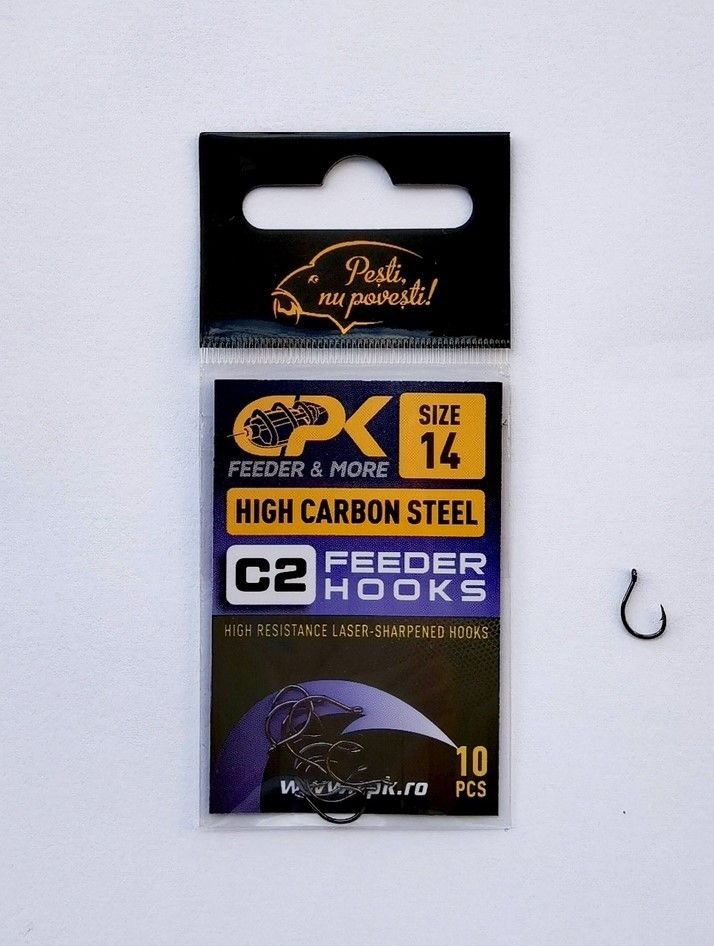 Pești,
nu povești!
CPK
FEEDER & MORE
SIZE
14
HIGH CARBON STEEL
C2
FEEDER
HOOKS
HIGH RESISTANCE LASER-SHARPENED HOOKS
10
PCS